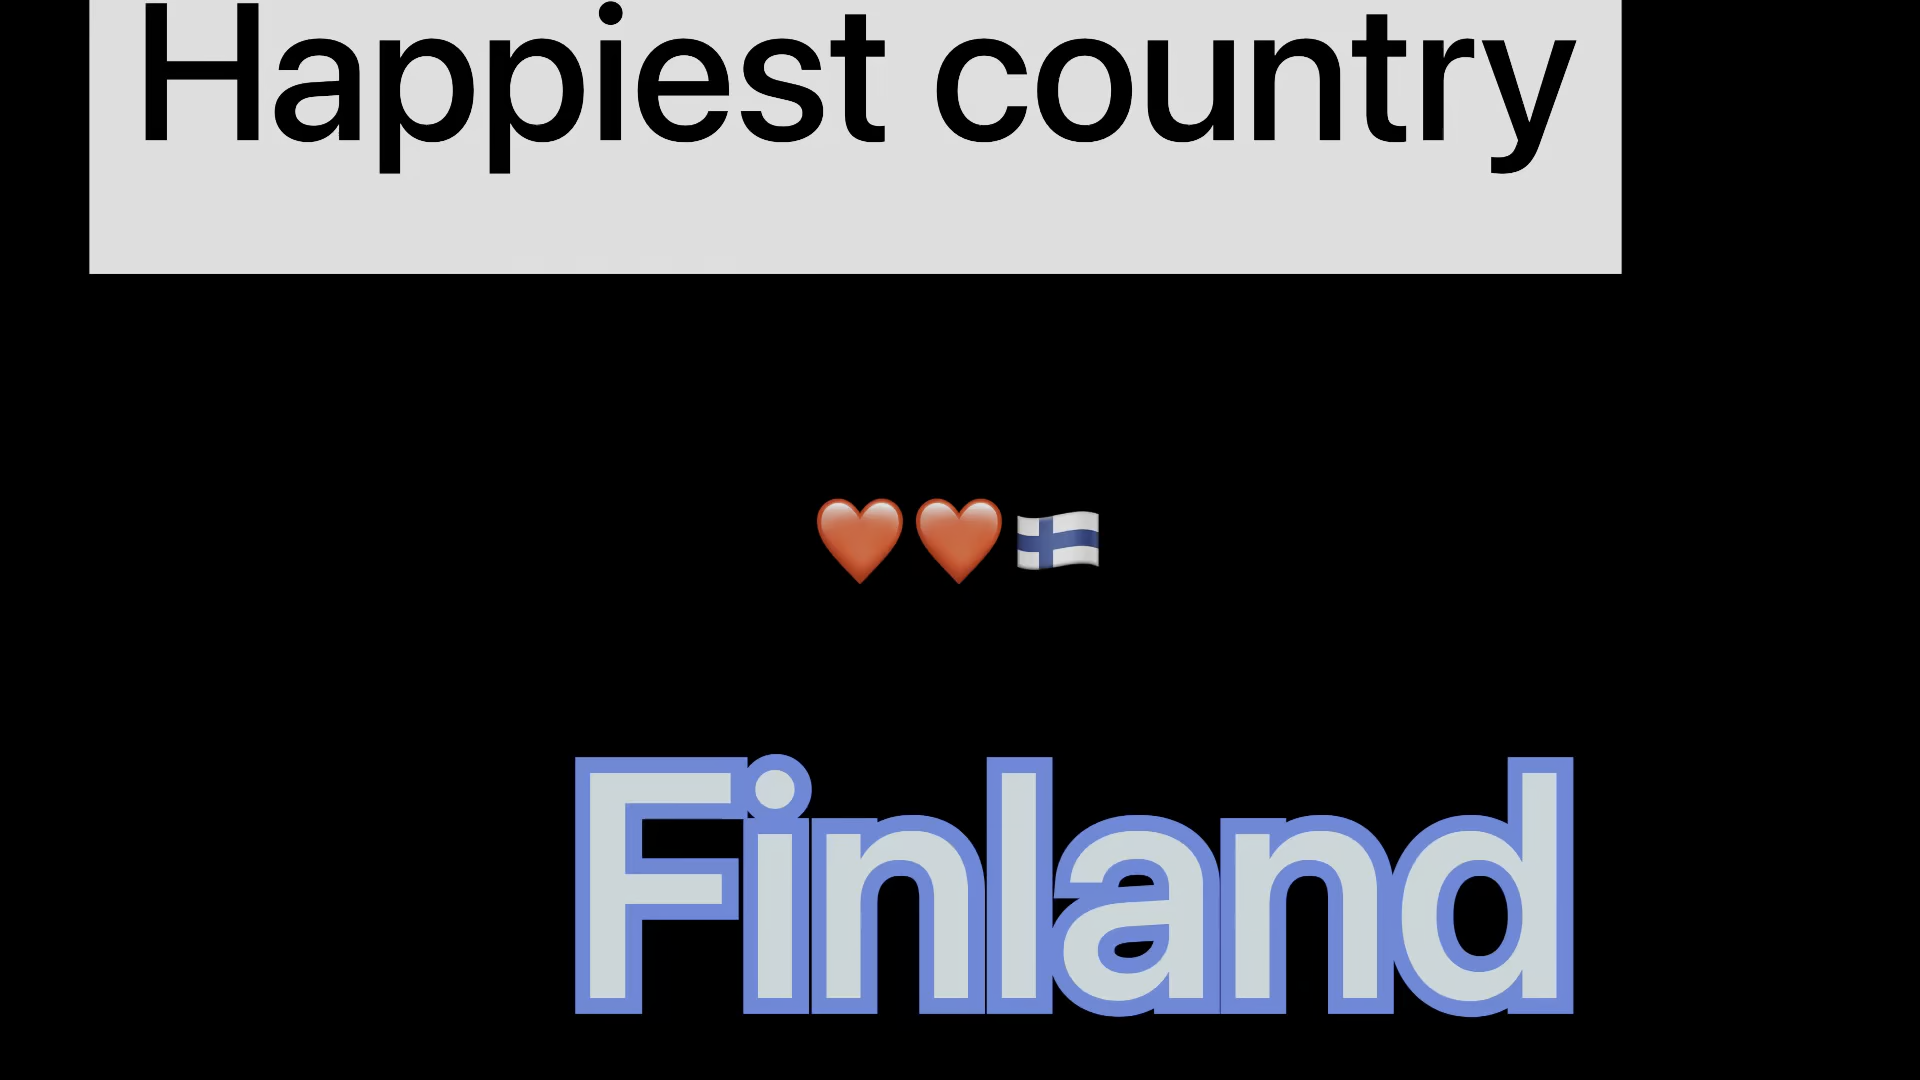 Happiest country
❤️❤️🇫🇮
Finland